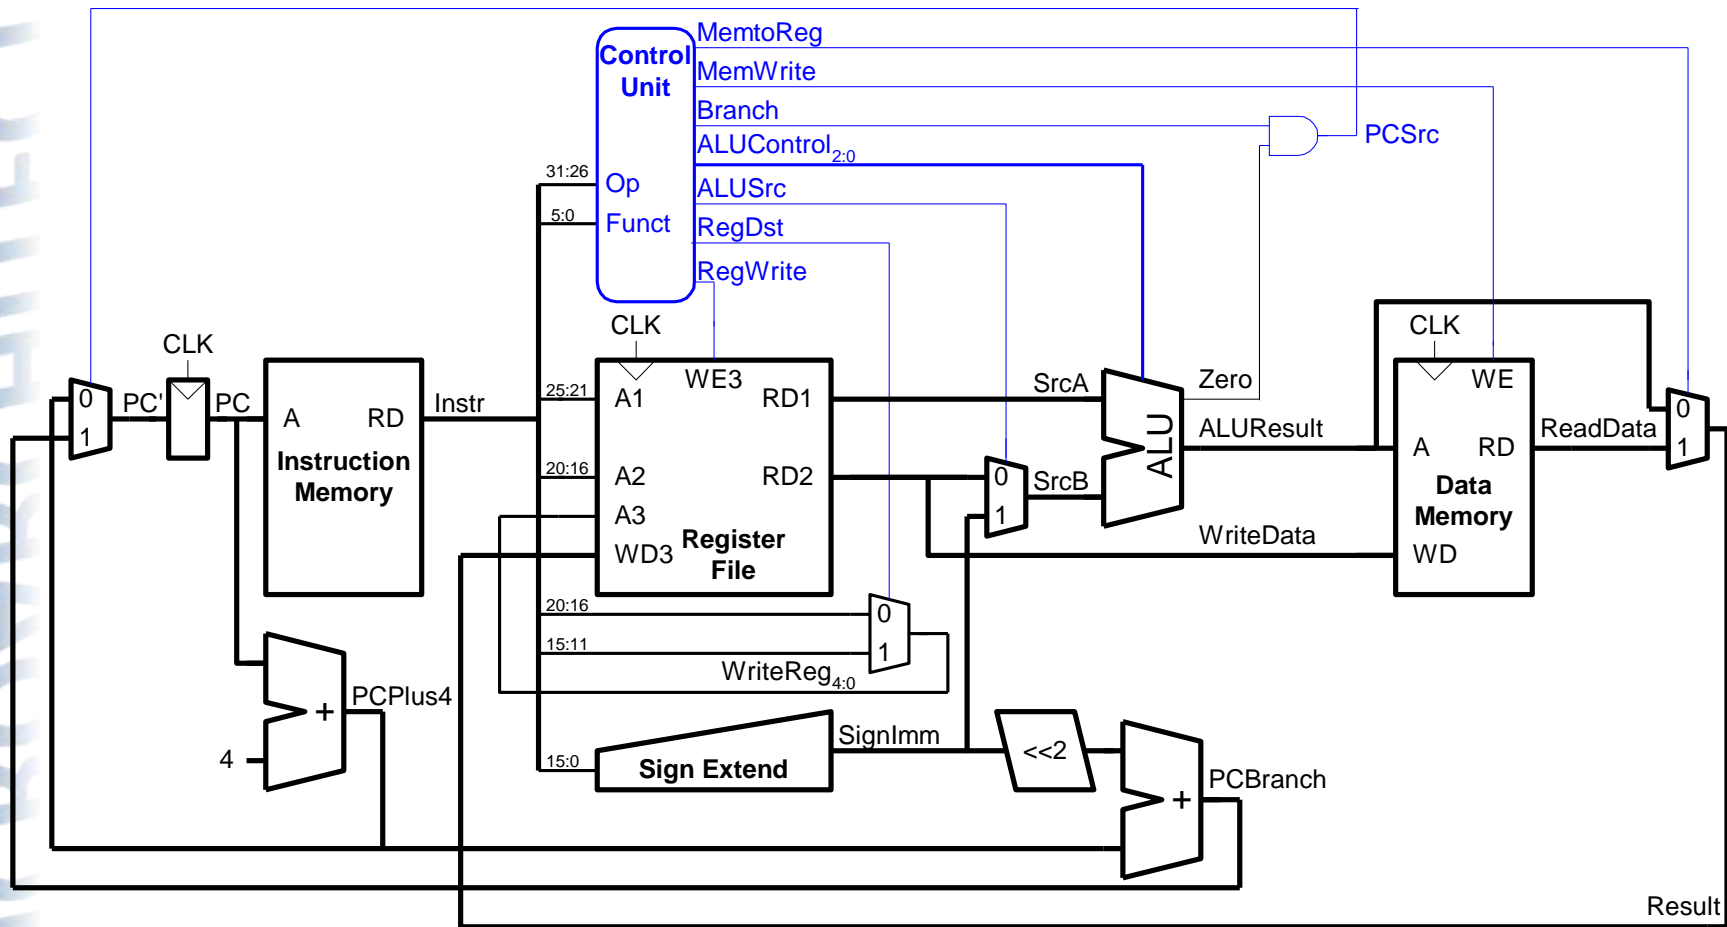 MemtoReg
Control
Unit
MemWrite
Branch
ALUControl2:0
PCSrc
31:26
Op
ALUSrc
5:0
Funct
RegDst
RegWrite
CLK
CLK
CLK
WE3
WE
0
1
PC'
PC
A
RD
Instr
Instruction
Memory
25:21
A1
RD1
SrcA
Zero
ALU
ALUResult
20:16
A2
RD2
0
1
SrcB
A
RD
ReadData
0
1
Data
Memory
A3
WD3
Register
File
WriteData
WD
20:16
0
15:11
1
WriteReg4:0
PCPlus4
+
4
SignImm
15:0
Sign Extend
<<2
+
PCBranch
Result